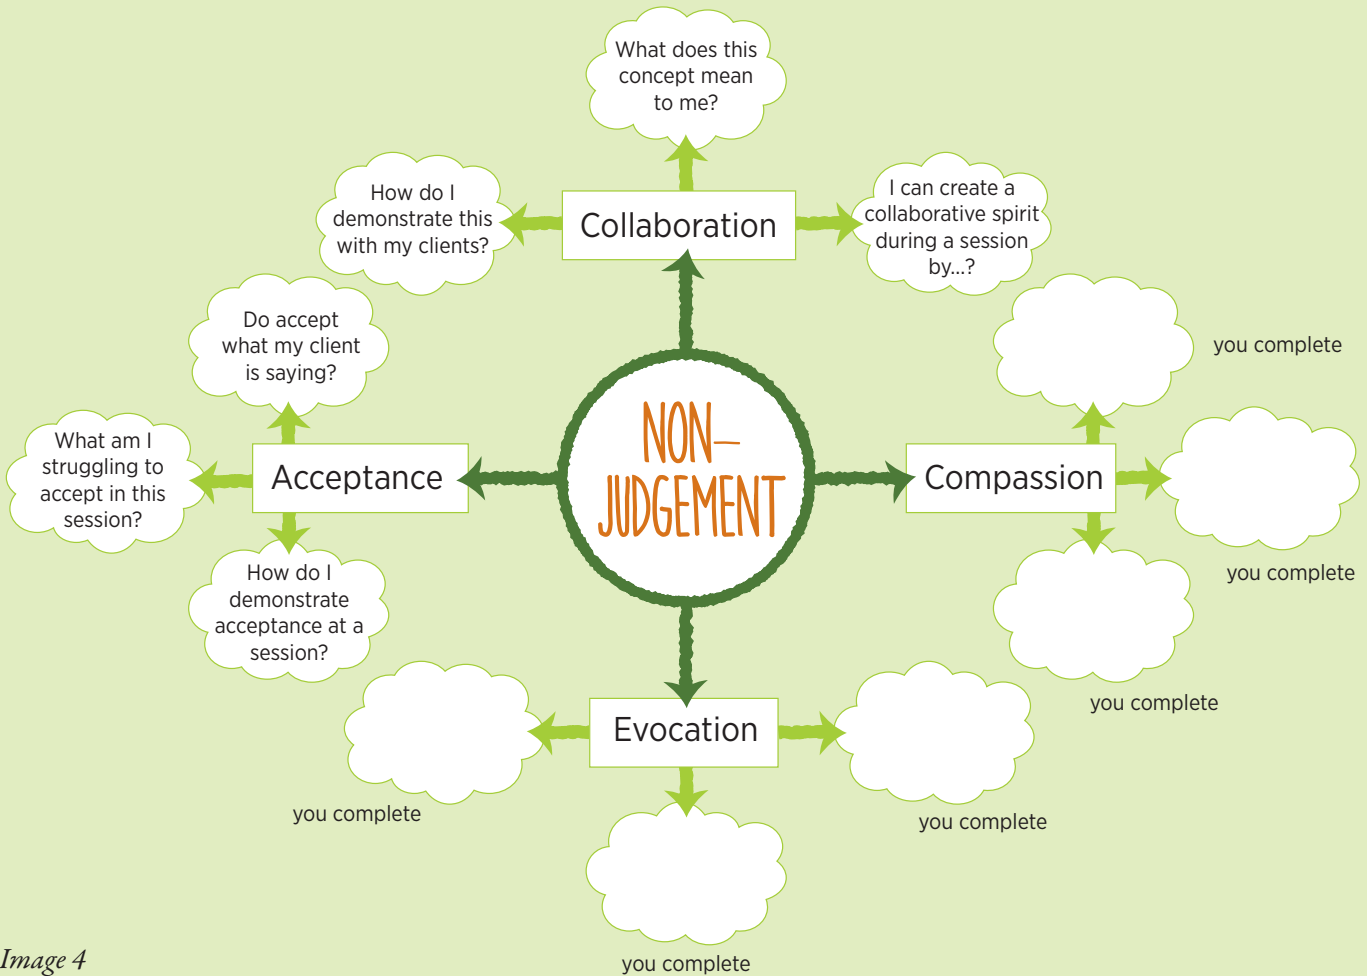 What does this
concept mean
to me?
How do I
demonstrate this
with my clients?
Collaboration
I can create a
collaborative spirit
during a session
by...?
Do accept
what my client
is saying?
you complete
What am I
struggling to
accept in this
session?
Acceptance
NON-
JUDGEMENT
Compassion
you complete
How do I
demonstrate
acceptance at a
session?
you complete
Evocation
you complete
you complete
you complete
Image 4